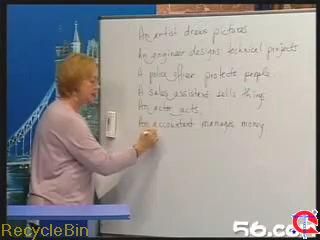 An artist draws pictures
An engineer designs technical projects
A police officer protects people.
A sales assistant sells things
An actor acts.
An accountant manages money
56.com
RecycleBin